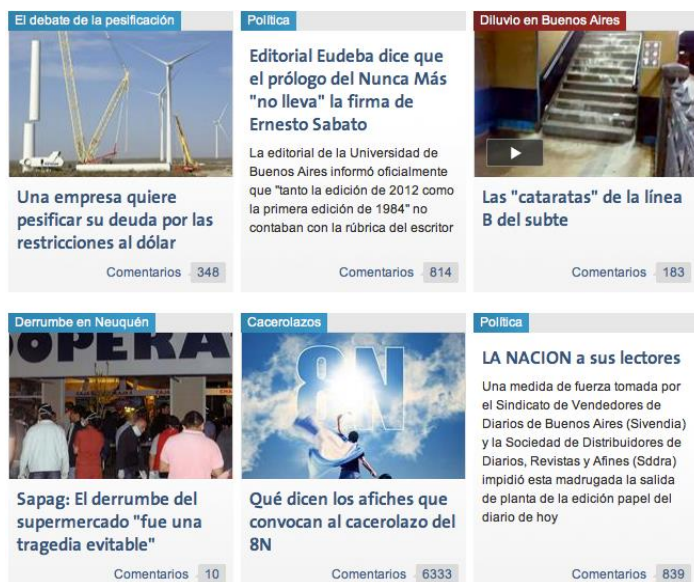 El debate de la pesificación
Una empresa quiere
pesificar su deuda por las
restricciones al dólar
Comentarios 348
Política
Editorial Eudeba dice que
el prólogo del Nunca Más
"no lleva" la firma de
Ernesto Sabato
La editorial de la Universidad de
Buenos Aires informó oficialmente
que "tanto la edición de 2012 como
la primera edición de 1984" no
contaban con la rúbrica del escritor
Comentarios 814
Diluvio en Buenos Aires
Las "cataratas" de la línea
B del subte
Comentarios 183
Derrumbe en Neuquén
OOPERA
Sapag: El derrumbe del
supermercado "fue una
tragedia evitable"
Comentarios 10
Cacerolazos
8N
Qué dicen los afiches que
convocan al cacerolazo del
8N
Comentarios 6333
Política
LA NACION a sus lectores
Una medida de fuerza tomada por
el Sindicato de Vendedores de
Diarios de Buenos Aires (Sivendia)
y la Sociedad de Distribuidores de
Diarios, Revistas y Afines (Sddra)
impidió esta madrugada la salida
de planta de la edición papel del
diario de hoy
Comentarios 839